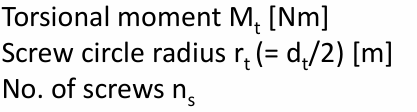 Torsional moment Mₜ [Nm]
Screw circle radius rₜ (= dₜ/2) [m]
No. of screws nₛ